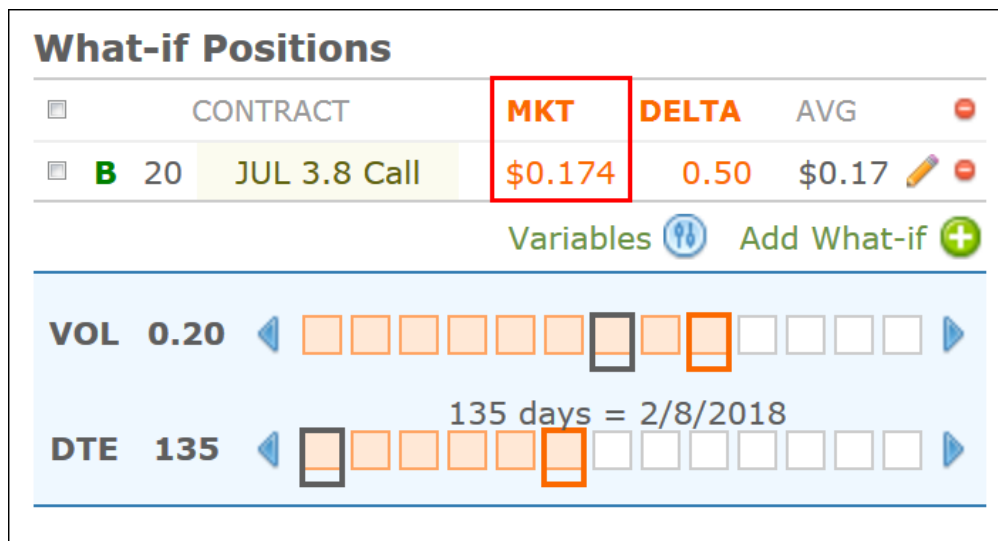 What-if Positions
CONTRACT MKT DELTA AVG
B 20 JUL 3.8 Call $0.174 0.50 $0.17
Variables Add What-if
VOL 0.20
135 days = 2/8/2018
DTE 135